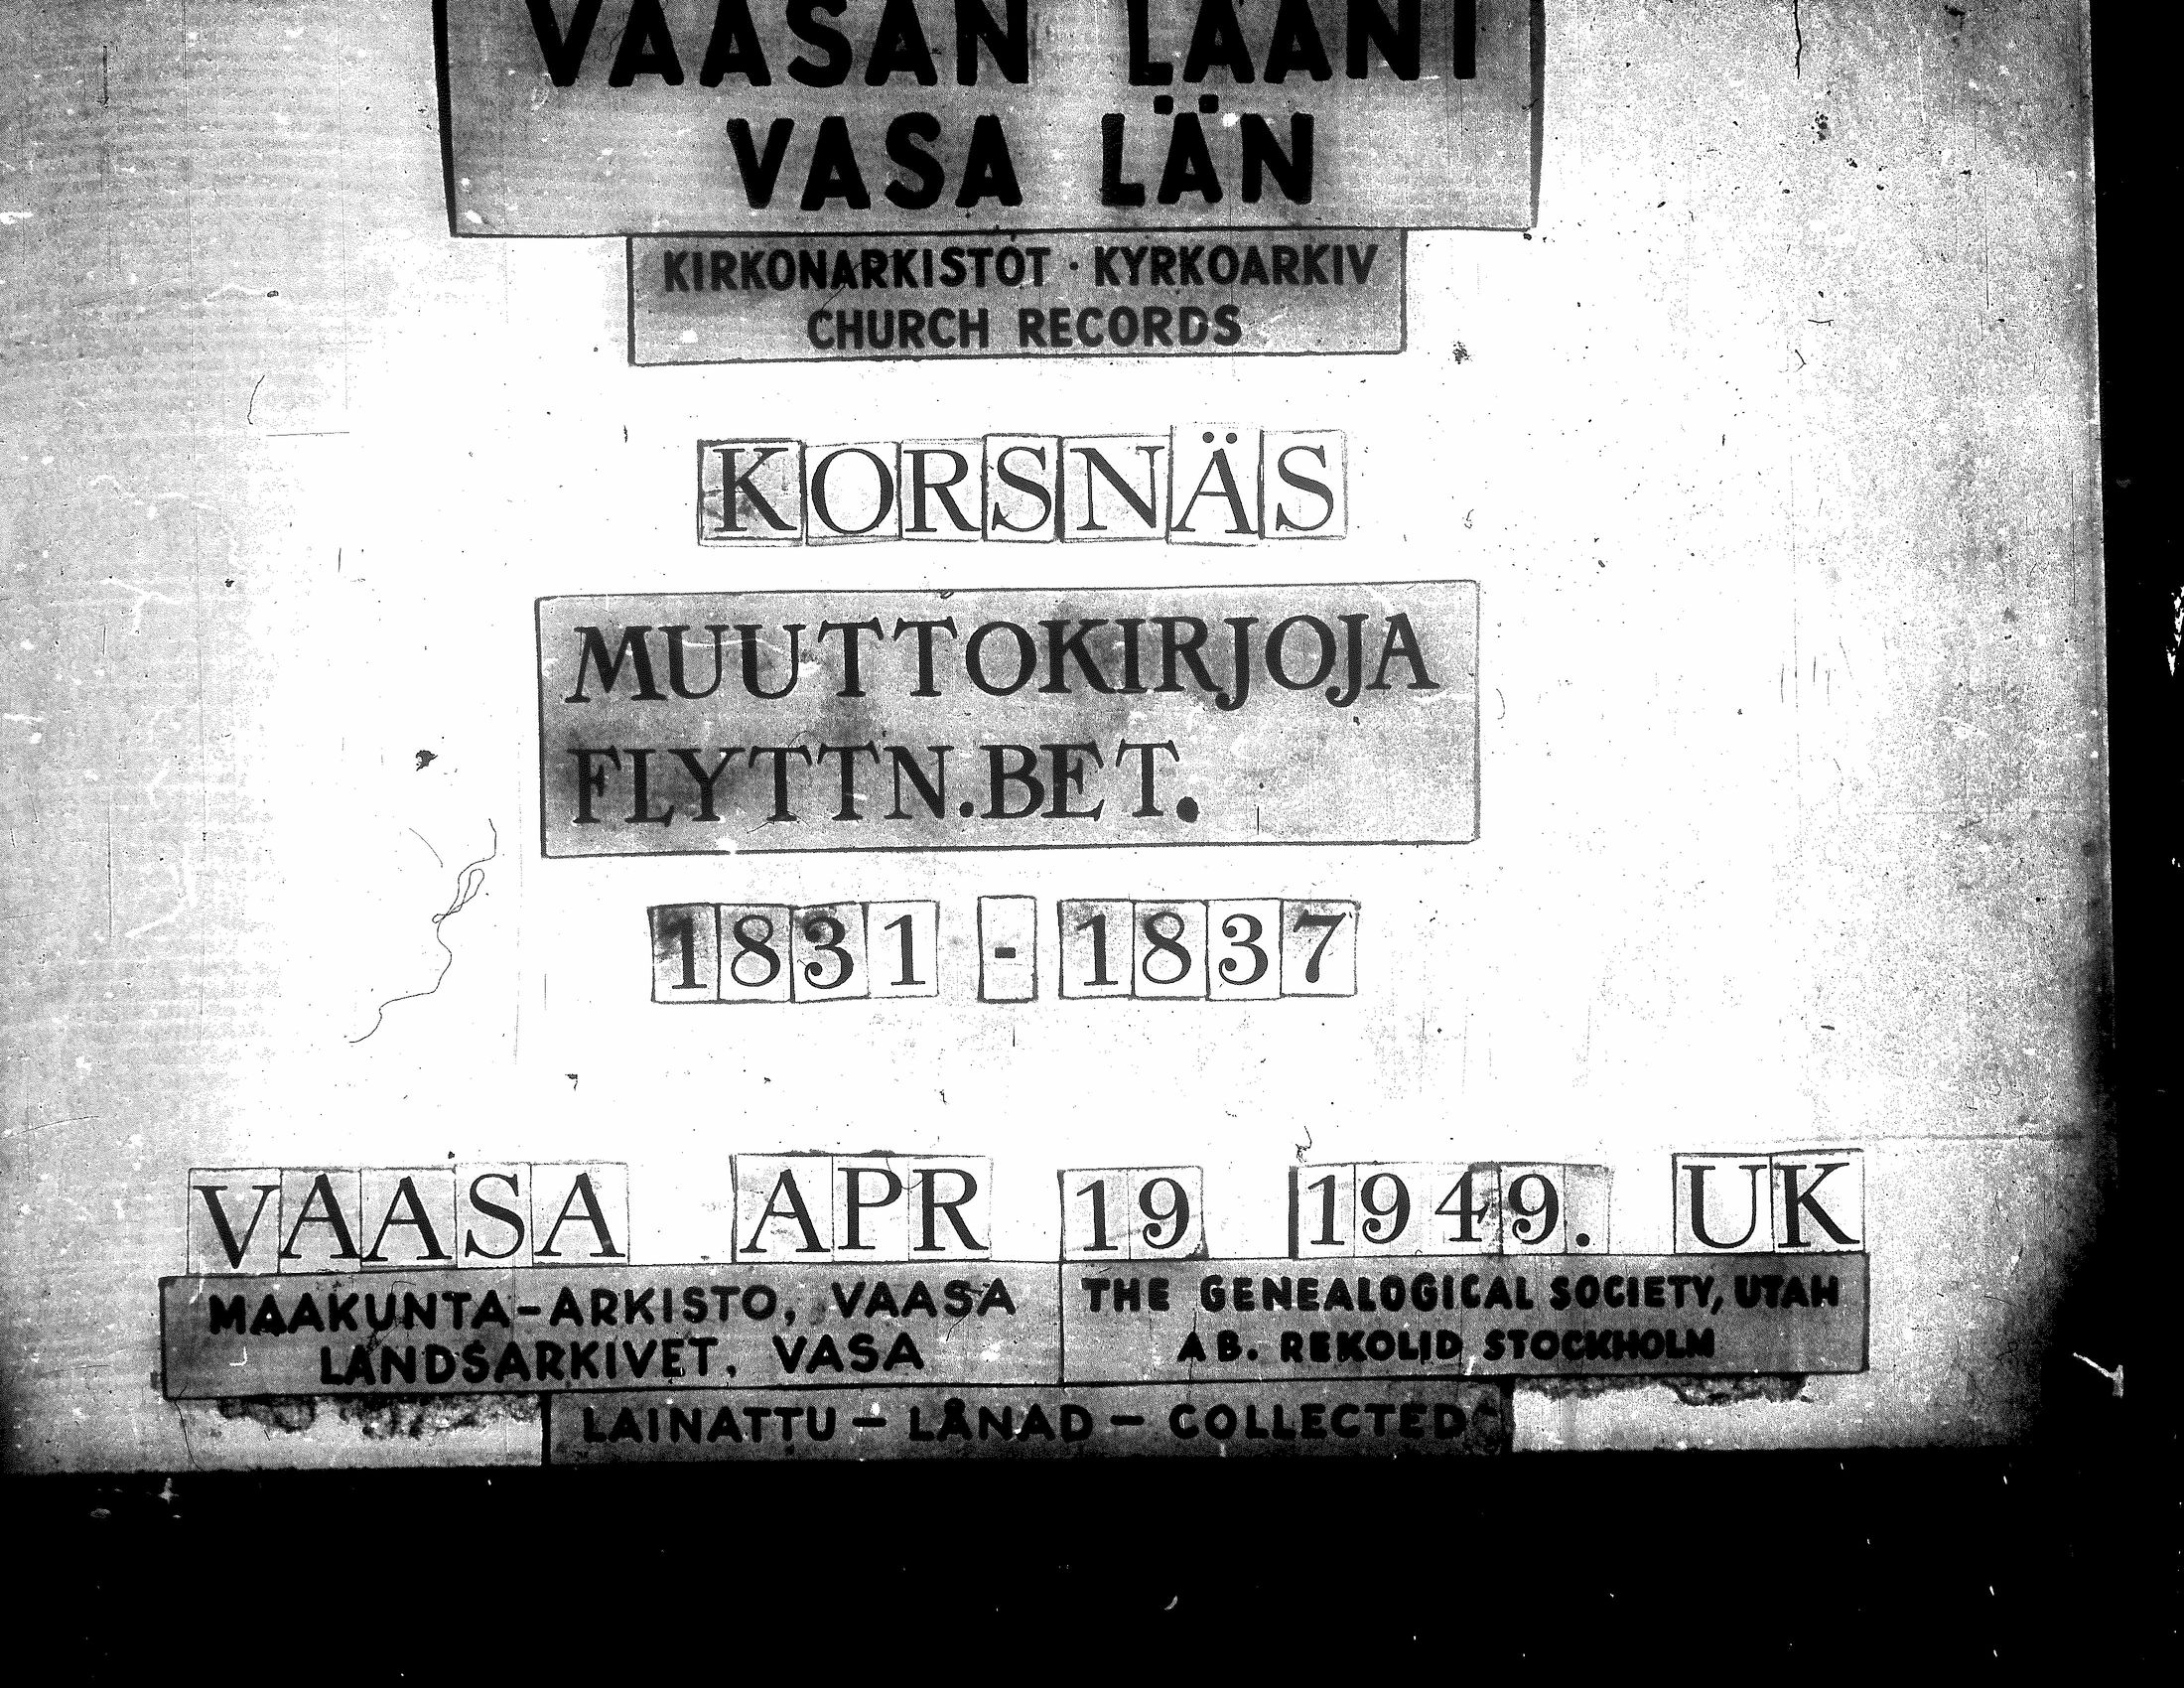 VAASAN LÄÄNI
VASA LÄN
KIRKONARKISTOT · KYRKOARKIV
CHURCH RECORDS
KORSNÄS
MUUTTOKIRJOJA
FLYTTN.BET.
1831 - 1837
VAASA APR 19 1949. UK
MAAKUNTA-ARKISTO, VAASA
LANDSARKIVET, VASA
THE GENEALOGICAL SOCIETY, UTAH
AB. REKOLID STOCKHOLM
LAINATTU - LÅNAD - COLLECTED